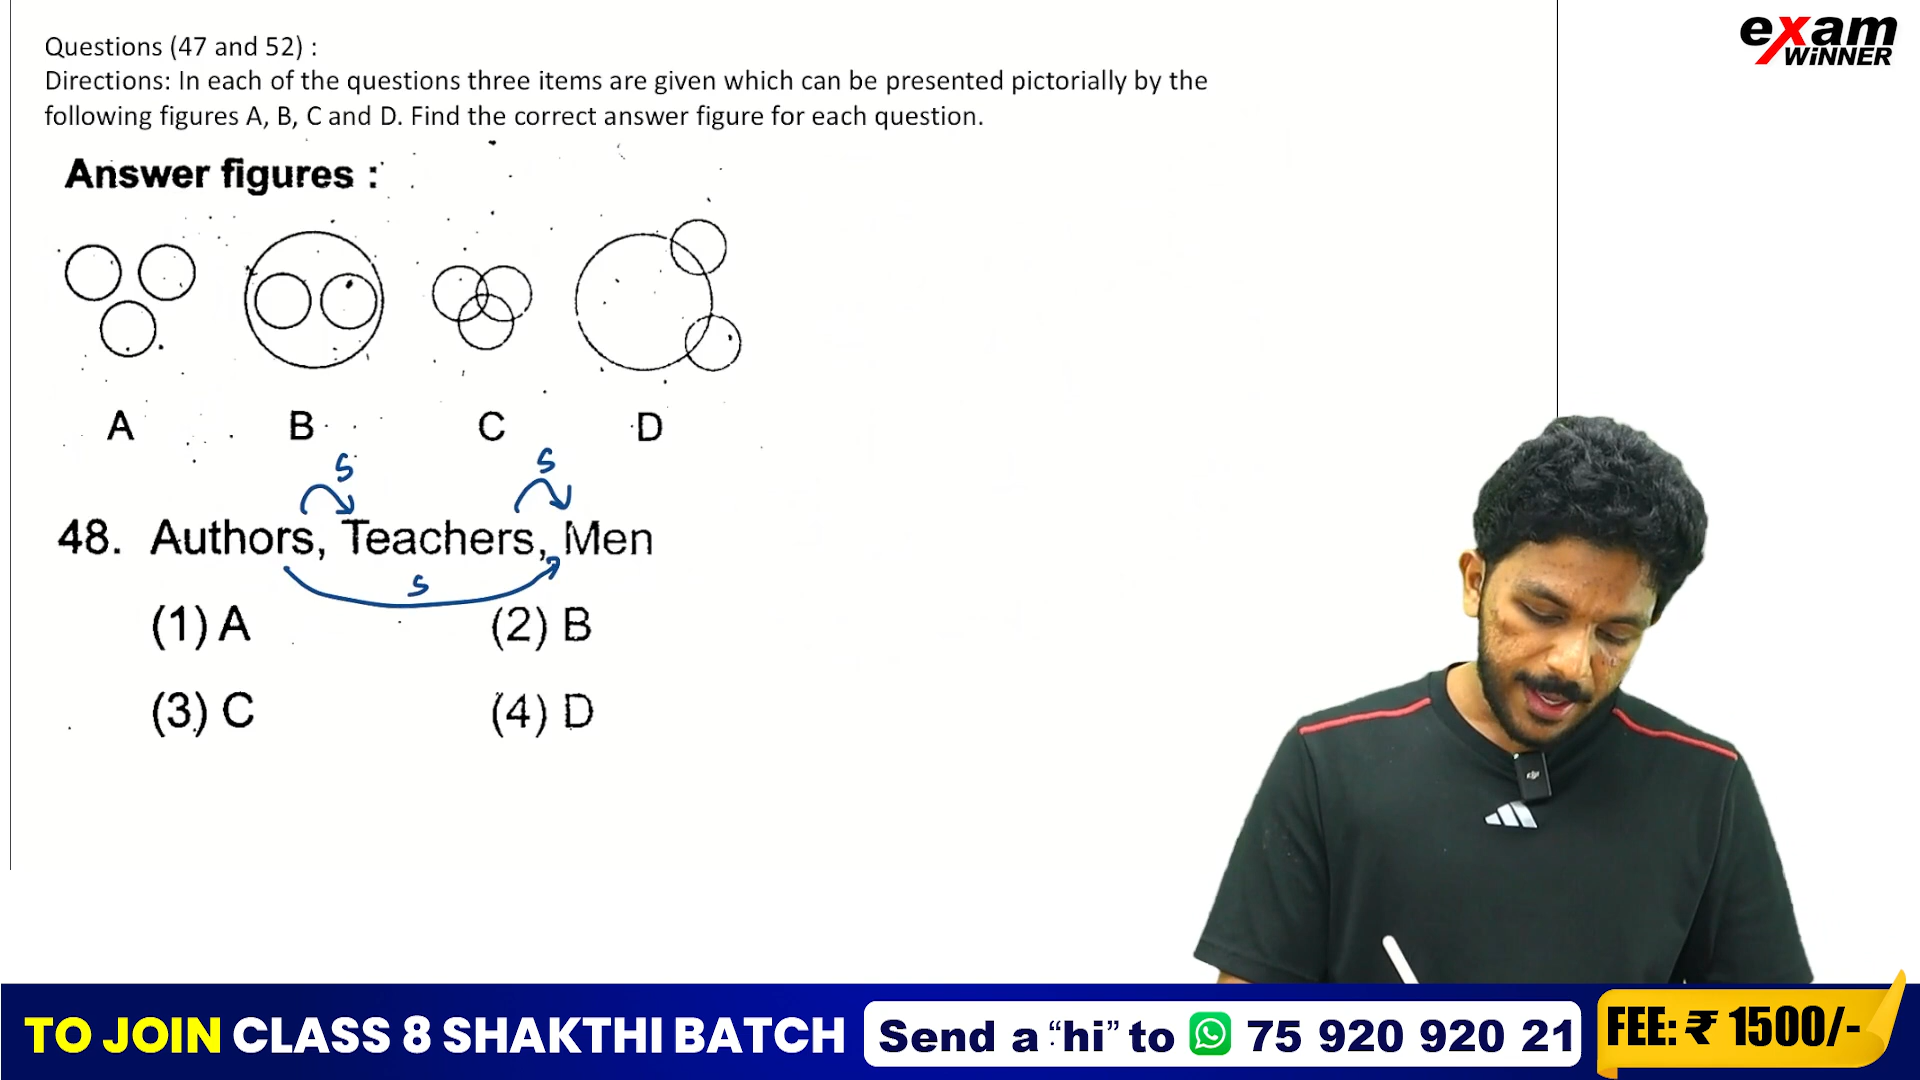 exam
WiNNER
Questions (47 and 52) :
Directions: In each of the questions three items are given which can be presented pictorially by the
following figures A, B, C and D. Find the correct answer figure for each question.
Answer figures :
A B C D
S S
48. Authors, Teachers, Men
S
(1) A (2) B
(3) C (4) D
TO JOIN CLASS 8 SHAKTHI BATCH Send a “hi” to 75 920 920 21 FEE: ₹ 1500/-